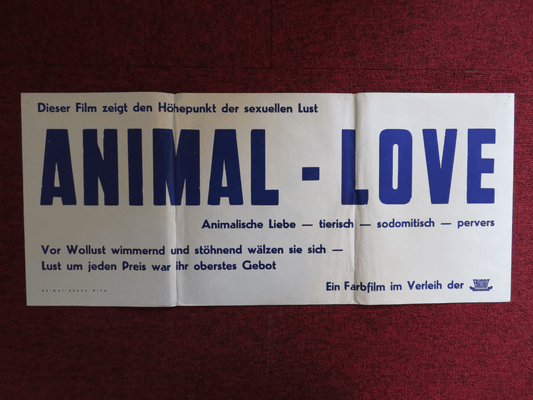 Dieser Film zeigt den Höhepunkt der sexuellen Lust
ANIMAL - LOVE
Animalische Liebe — tierisch — sodomitisch — pervers
Vor Wollust wimmernd und stöhnend wälzen sie sich —
Lust um jeden Preis war ihr oberstes Gebot
Ein Farbfilm im Verleih der